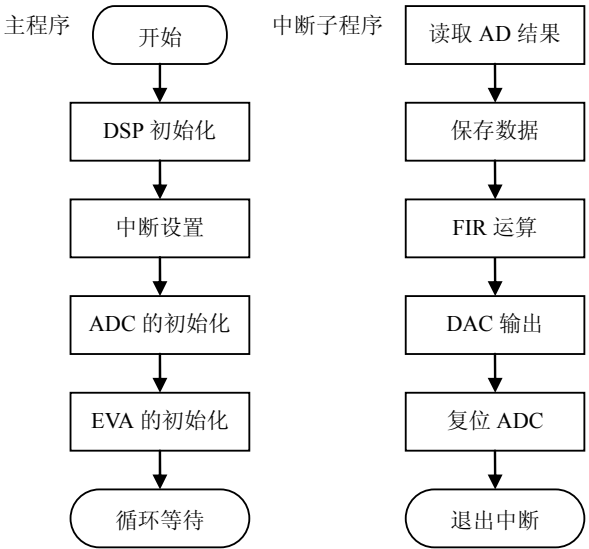 主程序
开始
DSP 初始化
中断设置
ADC 的初始化
EVA 的初始化
循环等待
中断子程序
读取 AD 结果
保存数据
FIR 运算
DAC 输出
复位 ADC
退出中断